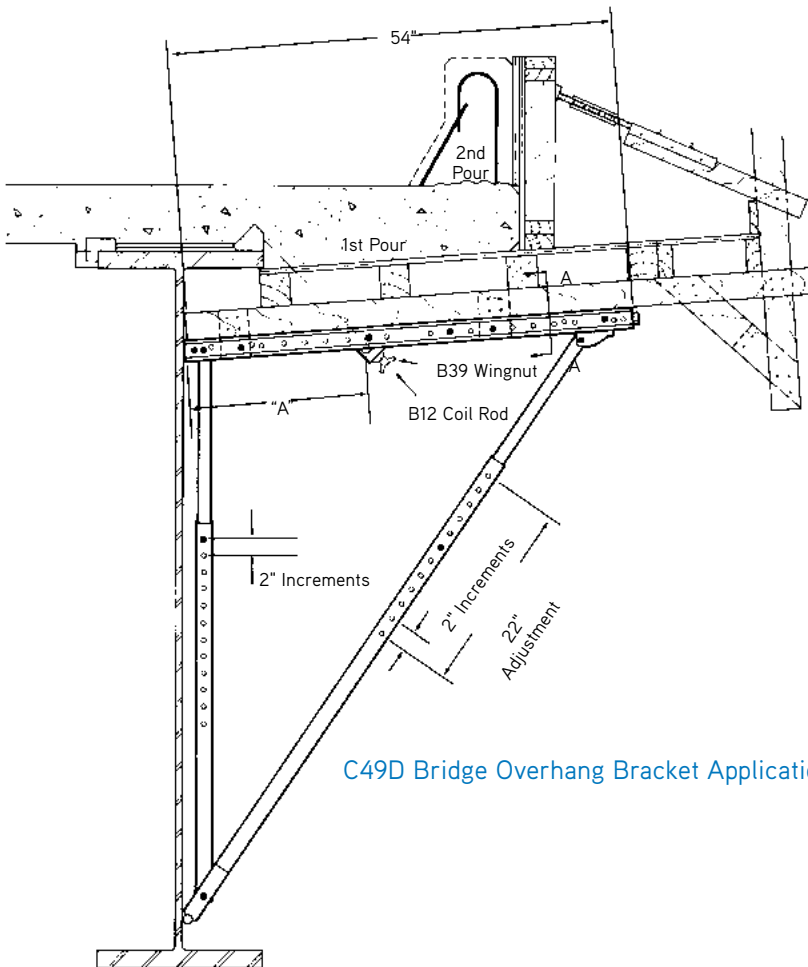 54"
2nd
Pour
1st Pour
A
B39 Wingnut
A
"A"
B12 Coil Rod
2" Increments
2" Increments
22"
Adjustment
C49D Bridge Overhang Bracket Applicatio